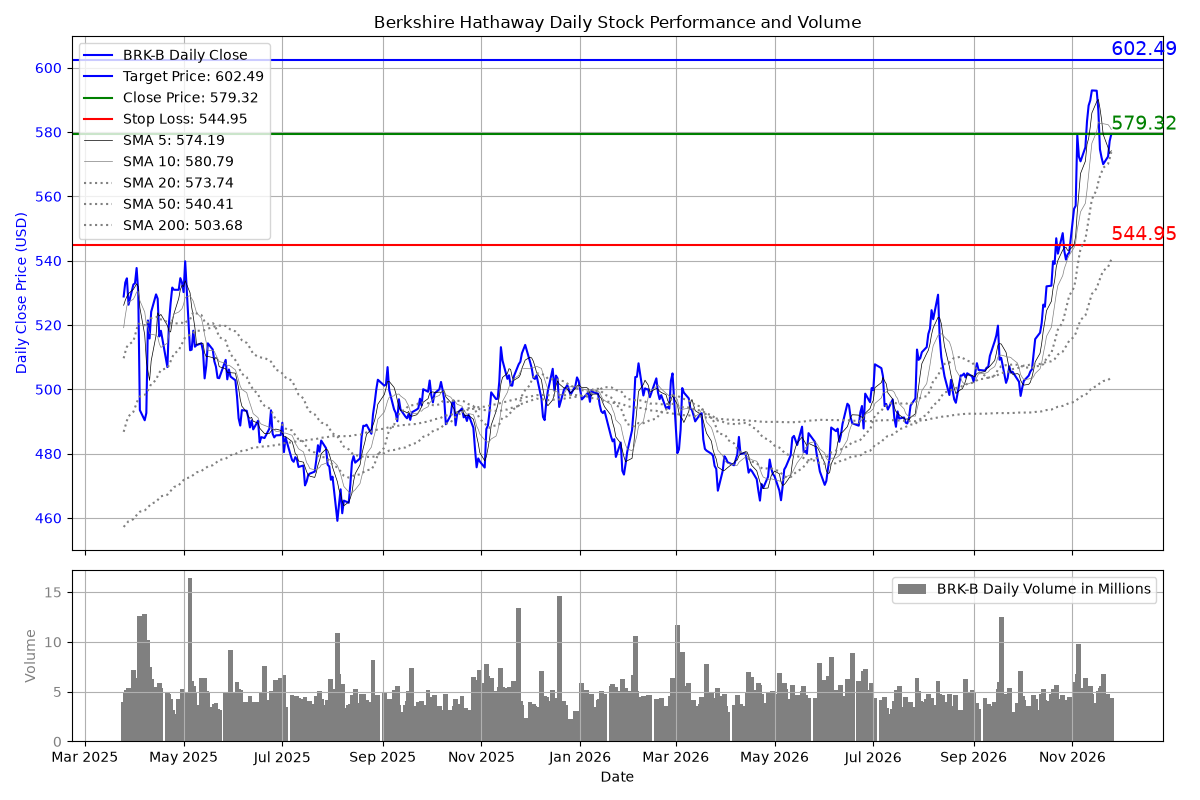 Berkshire Hathaway Daily Stock Performance and Volume
BRK-B Daily Close
Target Price: 602.49
Close Price: 579.32
Stop Loss: 544.95
SMA 5: 574.19
SMA 10: 580.79
SMA 20: 573.74
SMA 50: 540.41
SMA 200: 503.68
602.49
579.32
544.95
Daily Close Price (USD)
600
580
560
540
520
500
480
460
BRK-B Daily Volume in Millions
Volume
15
10
5
0
Mar 2025 May 2025 Jul 2025 Sep 2025 Nov 2025 Jan 2026 Mar 2026 May 2026 Jul 2026 Sep 2026 Nov 2026
Date